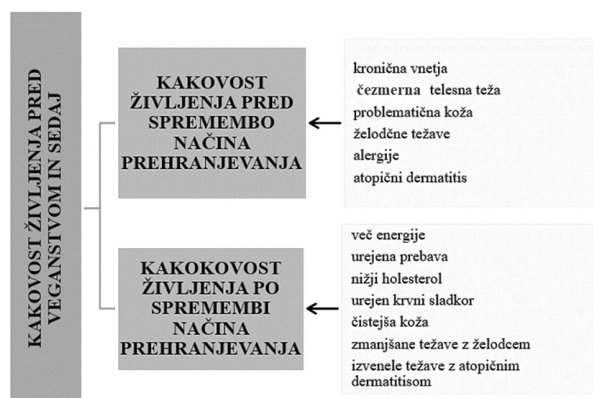 KAKOVOST ŽIVLJENJA PRED
VEGANSTVOM IN SEDAJ
KAKOVOST
ŽIVLJENJA PRED
SPREMEMBO
NAČINA
PREHRANJEVANJA
kronična vnetja
čezmerna telesna teža
problematična koža
želodčne težave
alergije
atopični dermatitis
KAKOKOVOST
ŽIVLJENJA PO
SPREMEMBI
NAČINA
PREHRANJEVANJA
več energije
urejena prebava
nižji holesterol
urejen krvni sladkor
čistejša koža
zmanjšane težave z želodcem
izvenele težave z atopičnim
dermatitisom